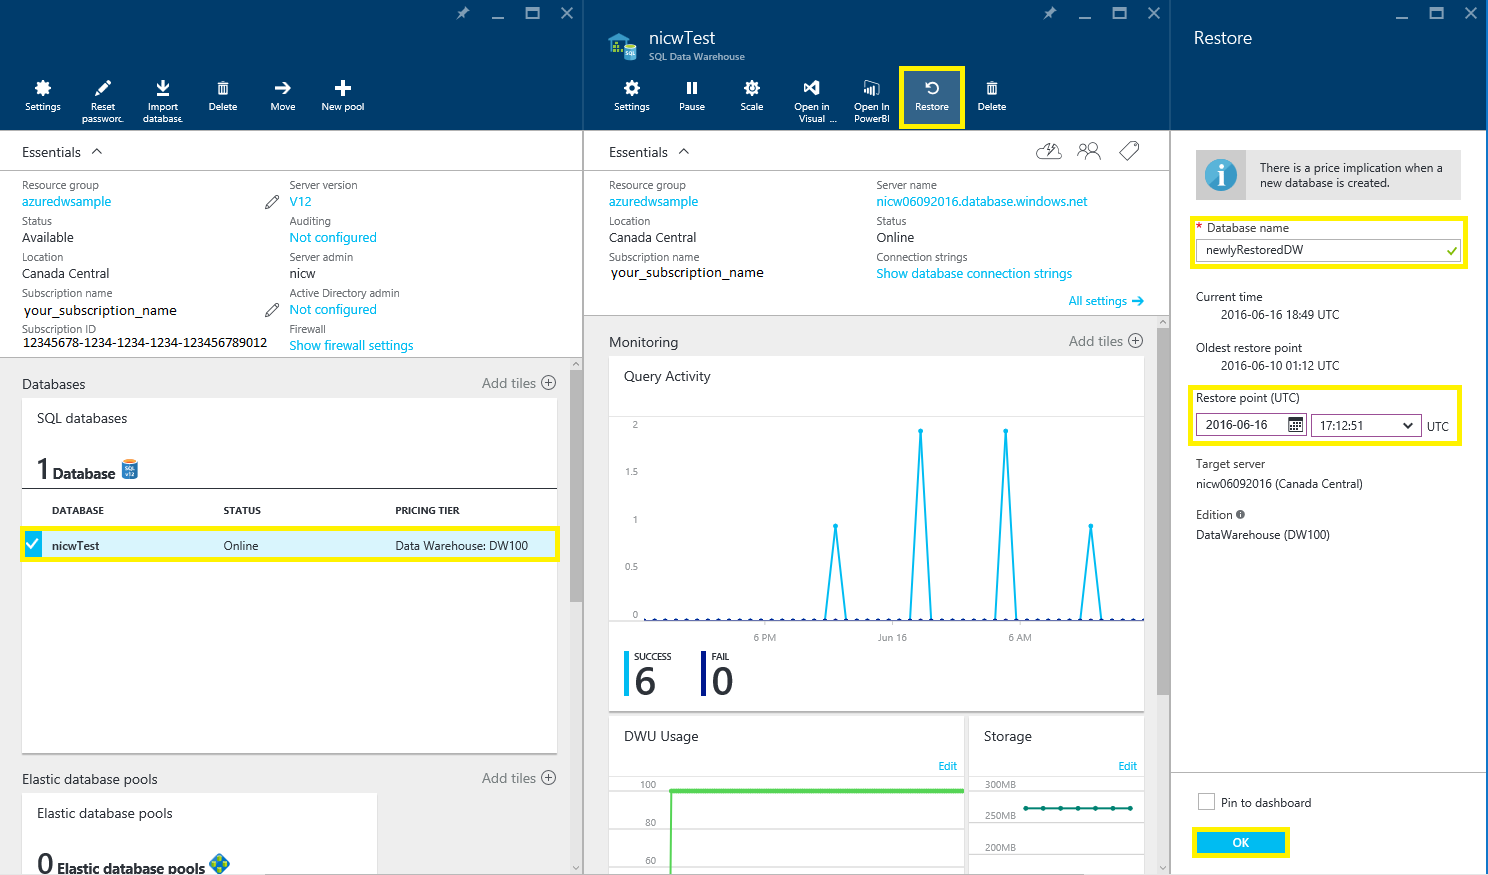 Settings
Reset
passworc
Import
database
Delete
Move
New pool
Essentials
Resource group
azuredwsample
Status
Available
Location
Canada Central
Subscription name
your_subscription_name
Subscription ID
12345678-1234-1234-1234-123456789012
Server version
V12
Auditing
Not configured
Server admin
nicw
Active Directory admin
Not configured
Firewall
Show firewall settings
Databases
Add tiles
SQL databases
1 Database
SQL
V12
DATABASE STATUS PRICING TIER
nicwTest Online Data Warehouse: DW100
Elastic database pools
Add tiles
Elastic database pools
0 Elastic database pools
SQL
nicwTest
SQL Data Warehouse
Settings
Pause
Scale
Open in
Visual ...
Open In
PowerBI
Restore
Delete
Essentials
Resource group
azuredwsample
Location
Canada Central
Subscription name
your_subscription_name
Server name
nicw06092016.database.windows.net
Status
Online
Connection strings
Show database connection strings
All settings
Monitoring
Add tiles
Query Activity
2
1.5
1
0.5
0
6 PM Jun 16 6 AM
SUCCESS
6
FAIL
0
DWU Usage
Edit
100
80
60
Storage
Edit
300MB
250MB
200MB
Restore
There is a price implication when a
new database is created.
* Database name
newlyRestoredDW
Current time
2016-06-16 18:49 UTC
Oldest restore point
2016-06-10 01:12 UTC
Restore point (UTC)
2016-06-16 17:12:51 UTC
Target server
nicw06092016 (Canada Central)
Edition
DataWarehouse (DW100)
Pin to dashboard
OK